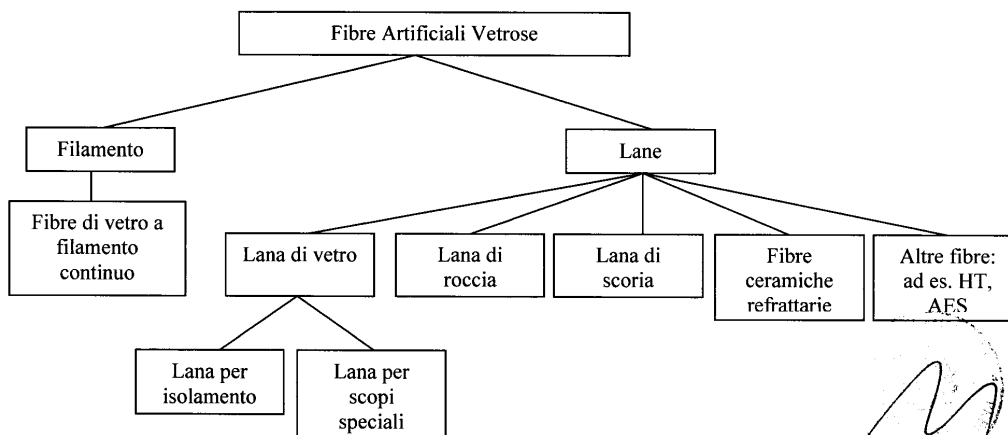 Fibre Artificiali Vetrose
Filamento
Lane
Fibre di vetro a
filamento
continuo
Lana di vetro
Lana di
roccia
Lana di
scoria
Fibre
ceramiche
refrattarie
Altre fibre:
ad es. HT,
AES
Lana per
isolamento
Lana per
scopi
speciali